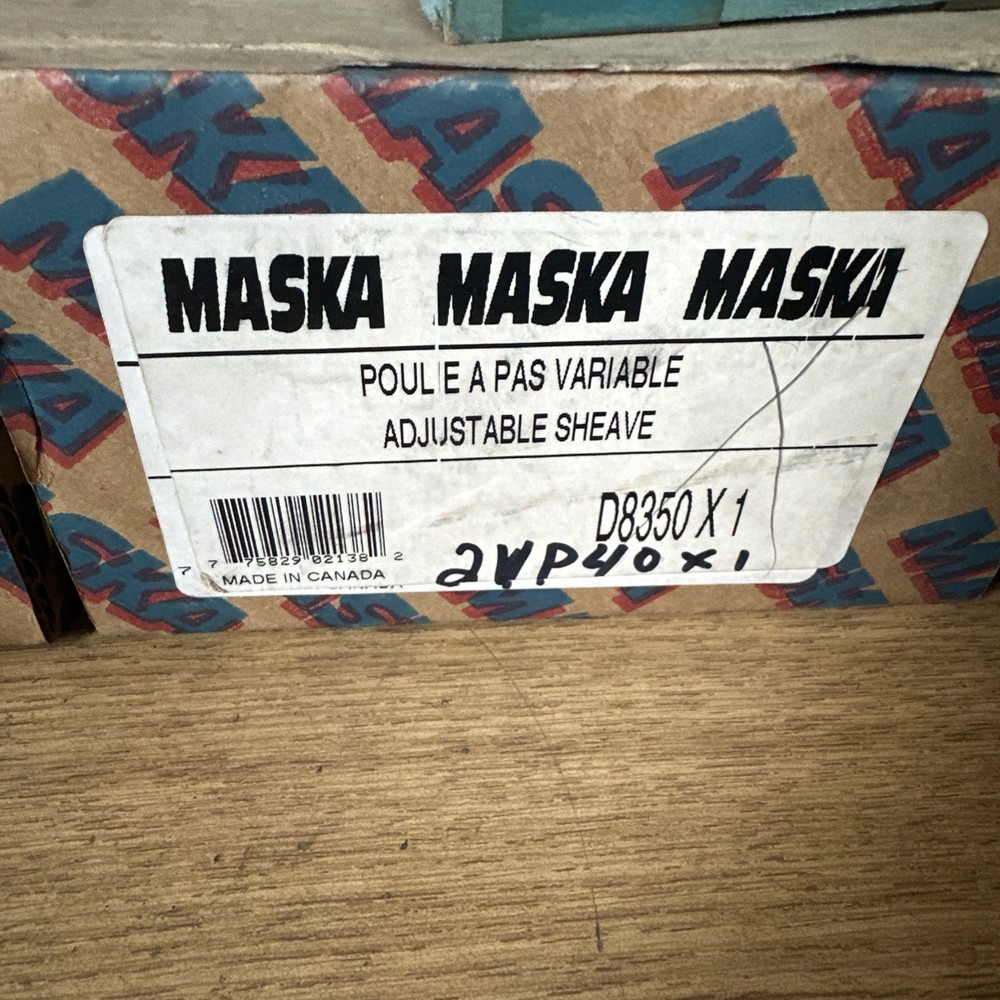 MASKA MASKA MASKA
POULIE A PAS VARIABLE
ADJUSTABLE SHEAVE
D8350 X 1
7 75829 02138 2
MADE IN CANADA
2VP40X1